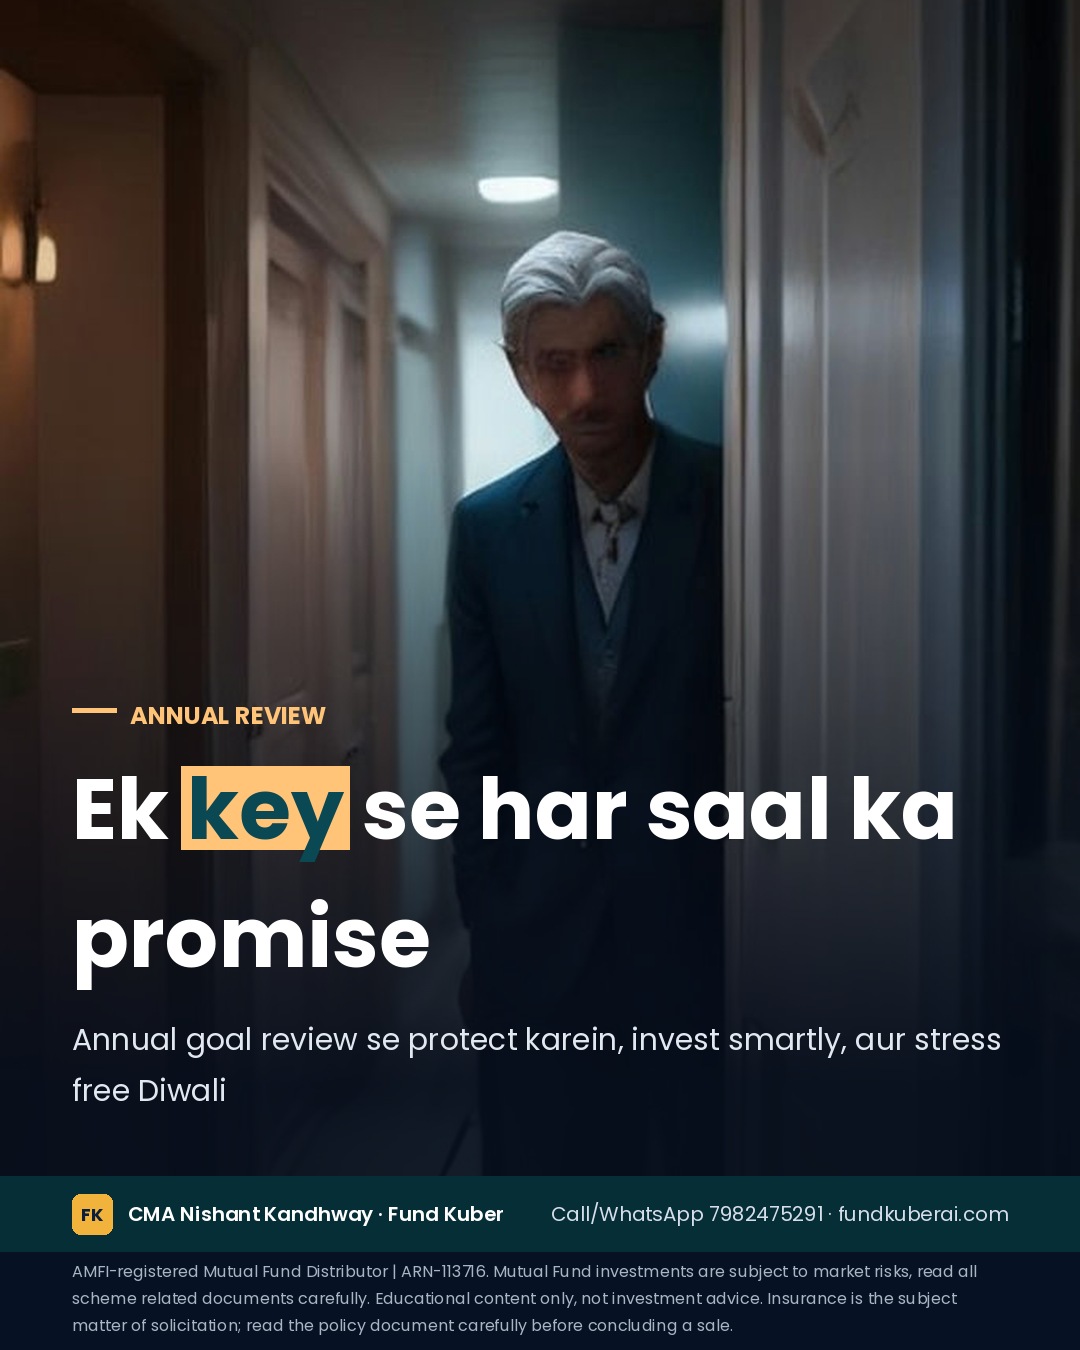 ANNUAL REVIEW
Ek key se har saal ka
promise
Annual goal review se protect karein, invest smartly, aur stress
free Diwali
FK CMA Nishant Kandhway · Fund Kuber Call/WhatsApp 7982475291 · fundkuberai.com
AMFI-registered Mutual Fund Distributor | ARN-113716. Mutual Fund investments are subject to market risks, read all
scheme related documents carefully. Educational content only, not investment advice. Insurance is the subject
matter of solicitation; read the policy document carefully before concluding a sale.